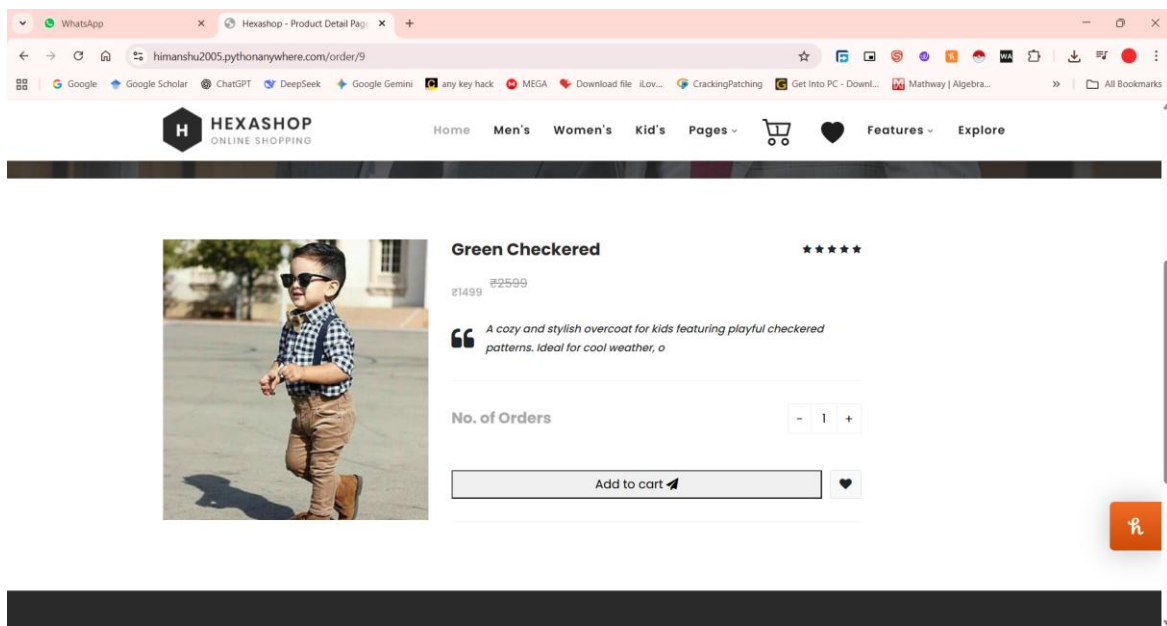 WhatsApp
Hexashop - Product Detail Pag
himanshu2005.pythonanywhere.com/order/9
WA
Google
Google Scholar
ChatGPT
DeepSeek
Google Gemini
any key hack
MEGA
Download file iLov...
CrackingPatching
Get Into PC - Downl...
Mathway | Algebra...
»
All Bookmarks
H
HEXASHOP
ONLINE SHOPPING
Home Men's Women's Kid's Pages 1 Features Explore
Green Checkered
₹1499 ₹2599
A cozy and stylish overcoat for kids featuring playful checkered
patterns. Ideal for cool weather, o
No. of Orders
- 1 +
Add to cart